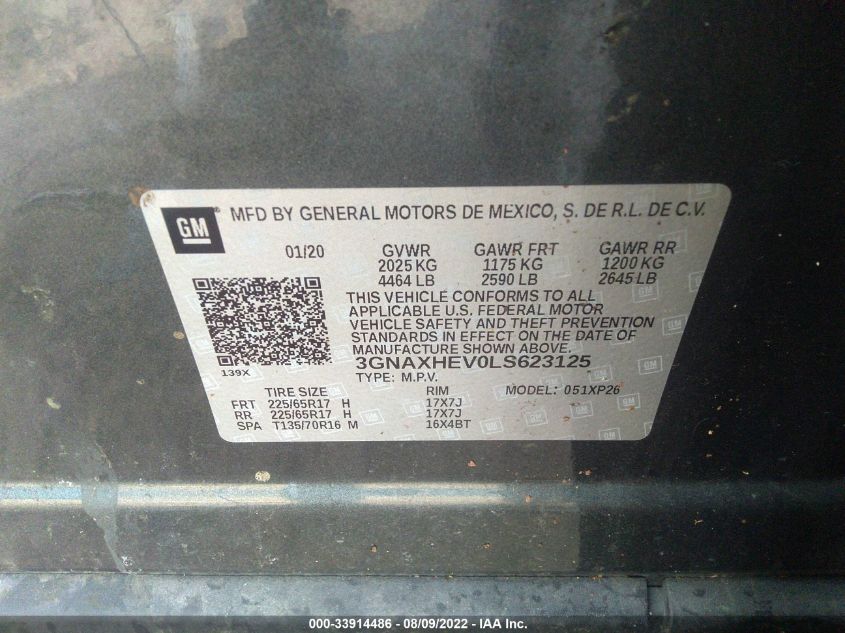 GM
MFD BY GENERAL MOTORS DE MEXICO, S. DE R.L. DE C.V.
01/20 GVWR GAWR FRT GAWR RR
2025 KG 1175 KG 1200 KG
4464 LB 2590 LB 2645 LB
THIS VEHICLE CONFORMS TO ALL
APPLICABLE U.S. FEDERAL MOTOR
VEHICLE SAFETY AND THEFT PREVENTION
STANDARDS IN EFFECT ON THE DATE OF
MANUFACTURE SHOWN ABOVE.
139X
3GNAXHEV0LS623125
TYPE: M.P.V.
TIRE SIZE RIM MODEL: 051XP26
FRT 225/65R17 H 17X7J
RR 225/65R17 H 17X7J
SPA T135/70R16 M 16X4BT
000-33914486 - 08/09/2022 - IAA Inc.